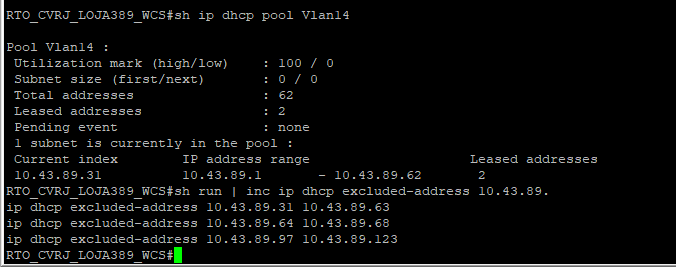 RTO_CVRJ_LOJA389_WCS#sh ip dhcp pool Vlan14
Pool Vlan14 :
Utilization mark (high/low) : 100 / 0
Subnet size (first/next) : 0 / 0
Total addresses : 62
Leased addresses : 2
Pending event : none
1 subnet is currently in the pool :
Current index IP address range Leased addresses
10.43.89.31 10.43.89.1 - 10.43.89.62 2
RTO_CVRJ_LOJA389_WCS#sh run | inc ip dhcp excluded-address 10.43.89.
ip dhcp excluded-address 10.43.89.31 10.43.89.63
ip dhcp excluded-address 10.43.89.64 10.43.89.68
ip dhcp excluded-address 10.43.89.97 10.43.89.123
RTO_CVRJ_LOJA389_WCS#